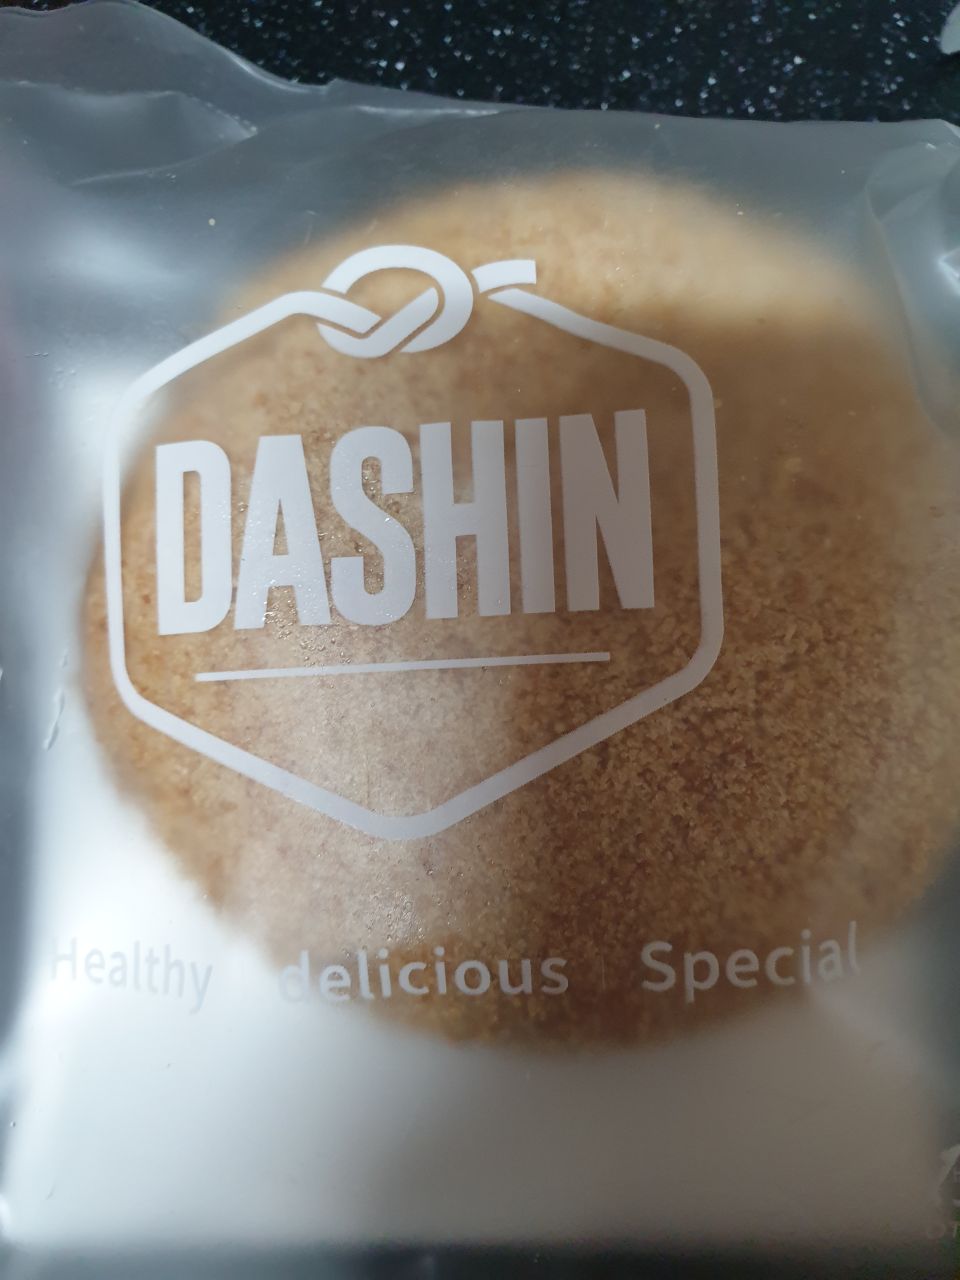 DASHIN
Healthy | delicious | Special